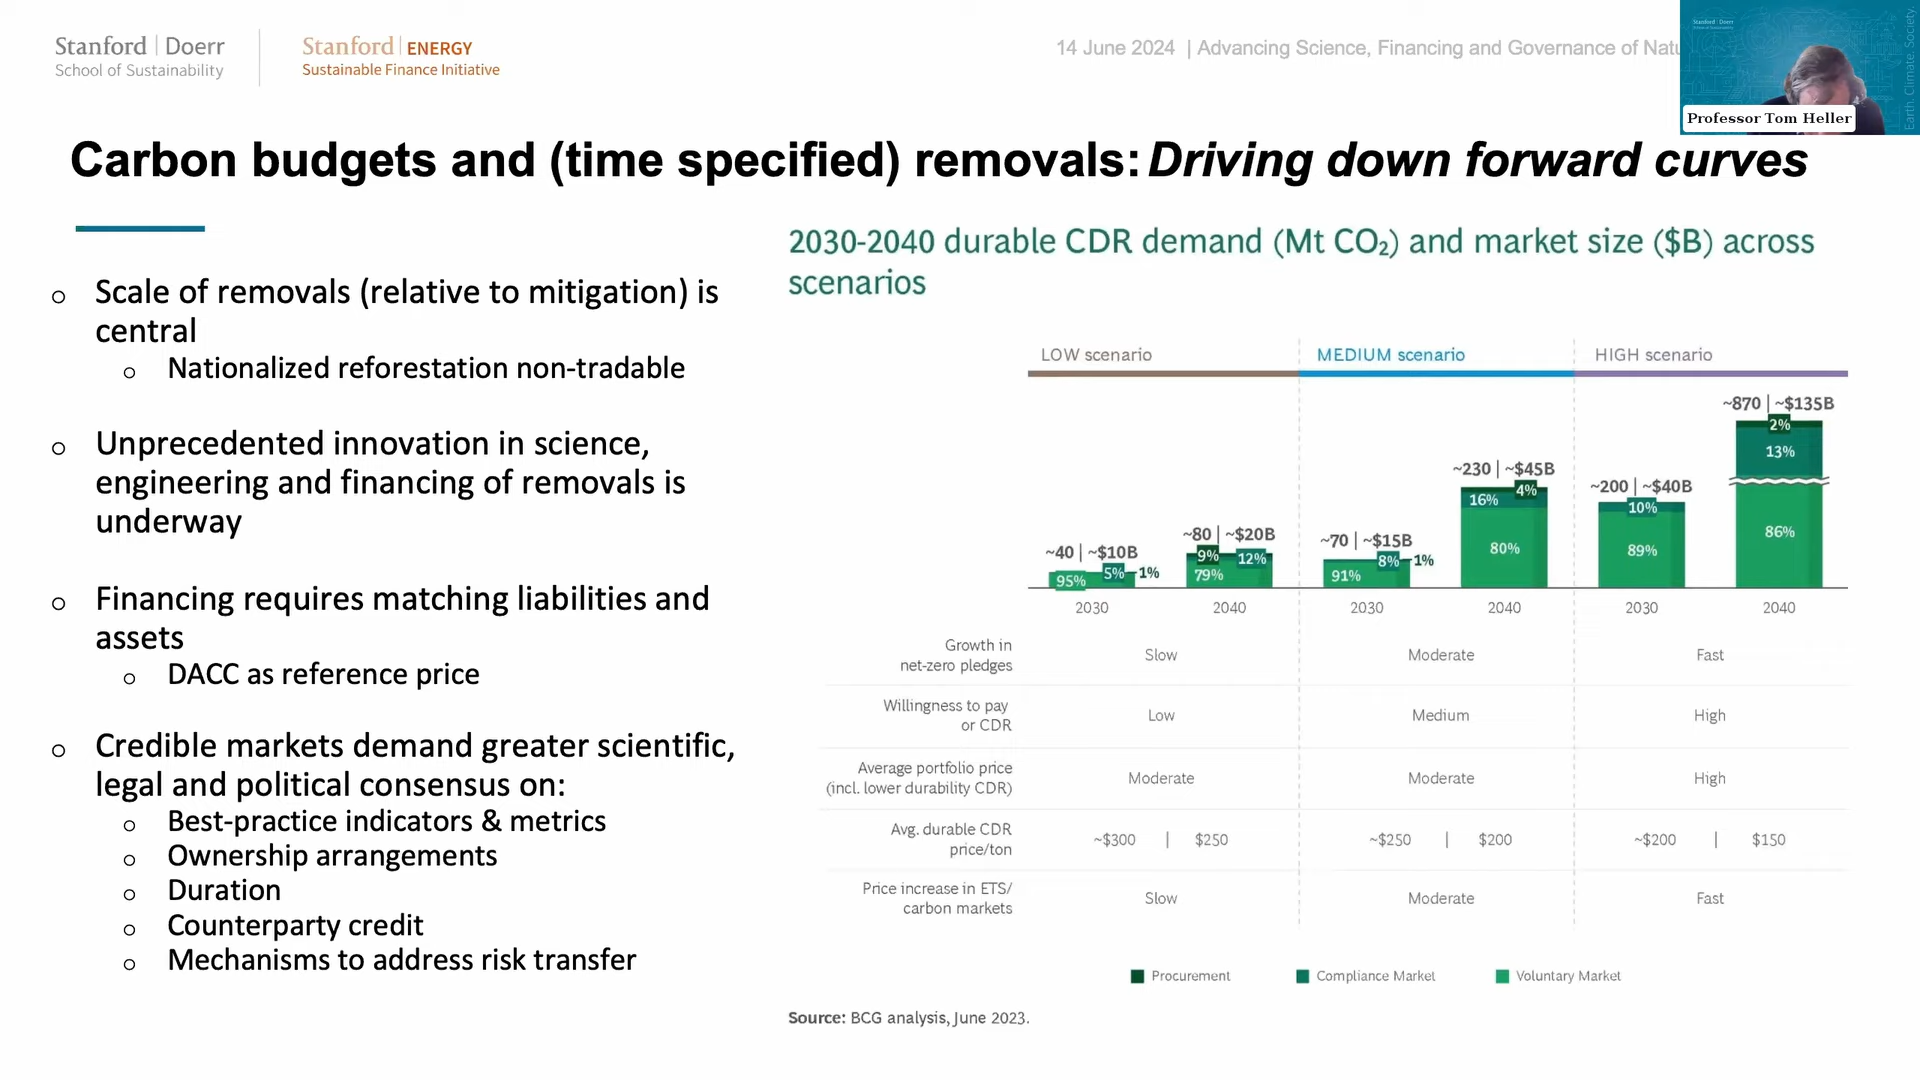 Stanford | Doerr
School of Sustainability
Stanford | ENERGY
Sustainable Finance Initiative
14 June 2024 | Advancing Science, Financing and Governance of
Stanford | Doerr
Earth. Climate. Society.
Professor Tom Heller
Carbon budgets and (time specified) removals: Driving down forward curves
o Scale of removals (relative to mitigation) is
central
o Nationalized reforestation non-tradable
o Unprecedented innovation in science,
engineering and financing of removals is
underway
o Financing requires matching liabilities and
assets
o DACC as reference price
o Credible markets demand greater scientific,
legal and political consensus on:
o Best-practice indicators & metrics
o Ownership arrangements
o Duration
o Counterparty credit
o Mechanisms to address risk transfer
2030-2040 durable CDR demand (Mt CO₂) and market size ($B) across
scenarios
LOW scenario
MEDIUM scenario
HIGH scenario
~40 | ~$10B
95%
5%
1%
2030
~80 | ~$20B
9%
12%
79%
2040
~70 | ~$15B
91%
8%
1%
2030
~230 | ~$45B
16%
4%
80%
2040
~200 | ~$40B
10%
89%
2030
~870 | ~$135B
2%
13%
86%
2040
Growth in
net-zero pledges
Slow
Moderate
Fast
Willingness to pay
or CDR
Low
Medium
High
Average portfolio price
(incl. lower durability CDR)
Moderate
Moderate
High
Avg. durable CDR
price/ton
~$300 | $250
~$250 | $200
~$200 | $150
Price increase in ETS/
carbon markets
Slow
Moderate
Fast
Procurement
Compliance Market
Voluntary Market
Source: BCG analysis, June 2023.